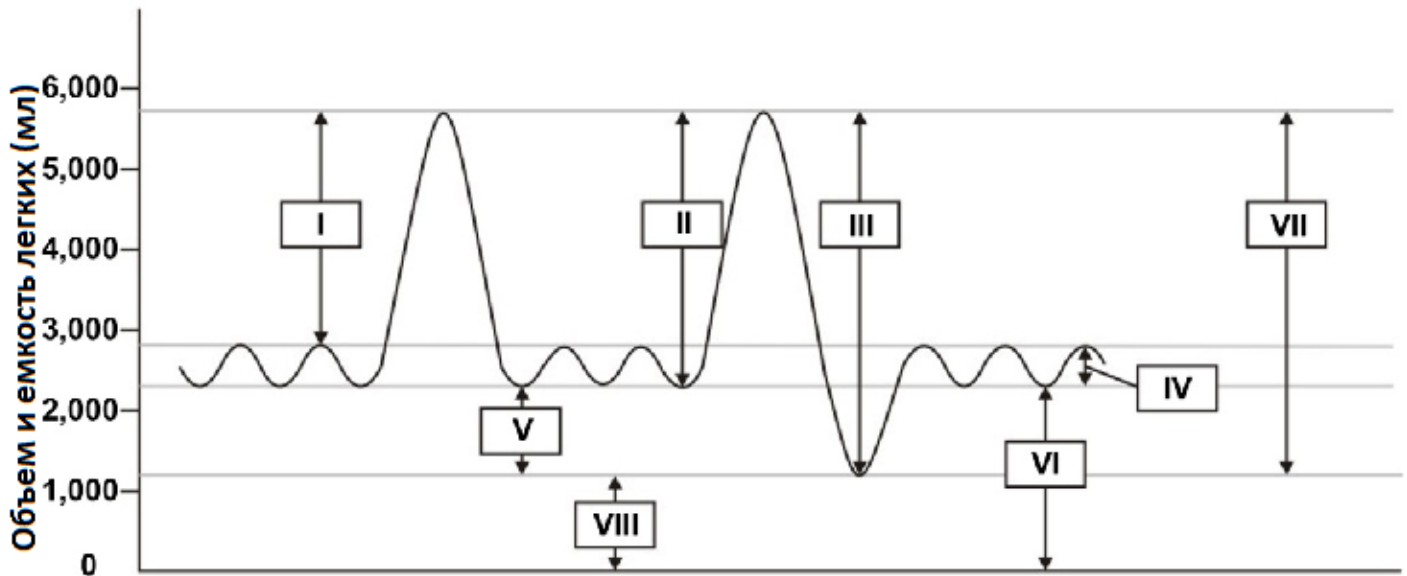 Объем и емкость легких (мл)
6,000
5,000
4,000
3,000
2,000
1,000
0
I
II
III
VII
IV
V
VI
VIII